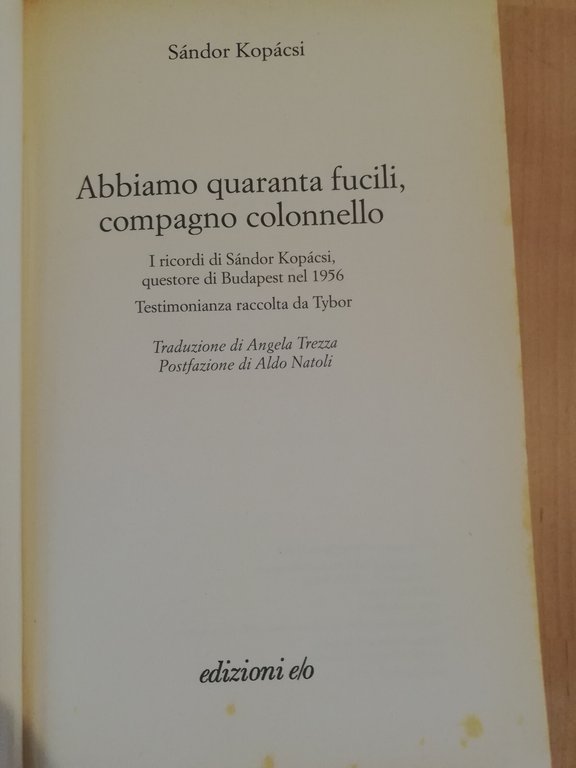 Sándor Kopácsi
Abbiamo quaranta fucili,
compagno colonnello
I ricordi di Sándor Kopácsi,
questore di Budapest nel 1956
Testimonianza raccolta da Tybor
Traduzione di Angela Trezza
Postfazione di Aldo Natoli
edizioni e/o